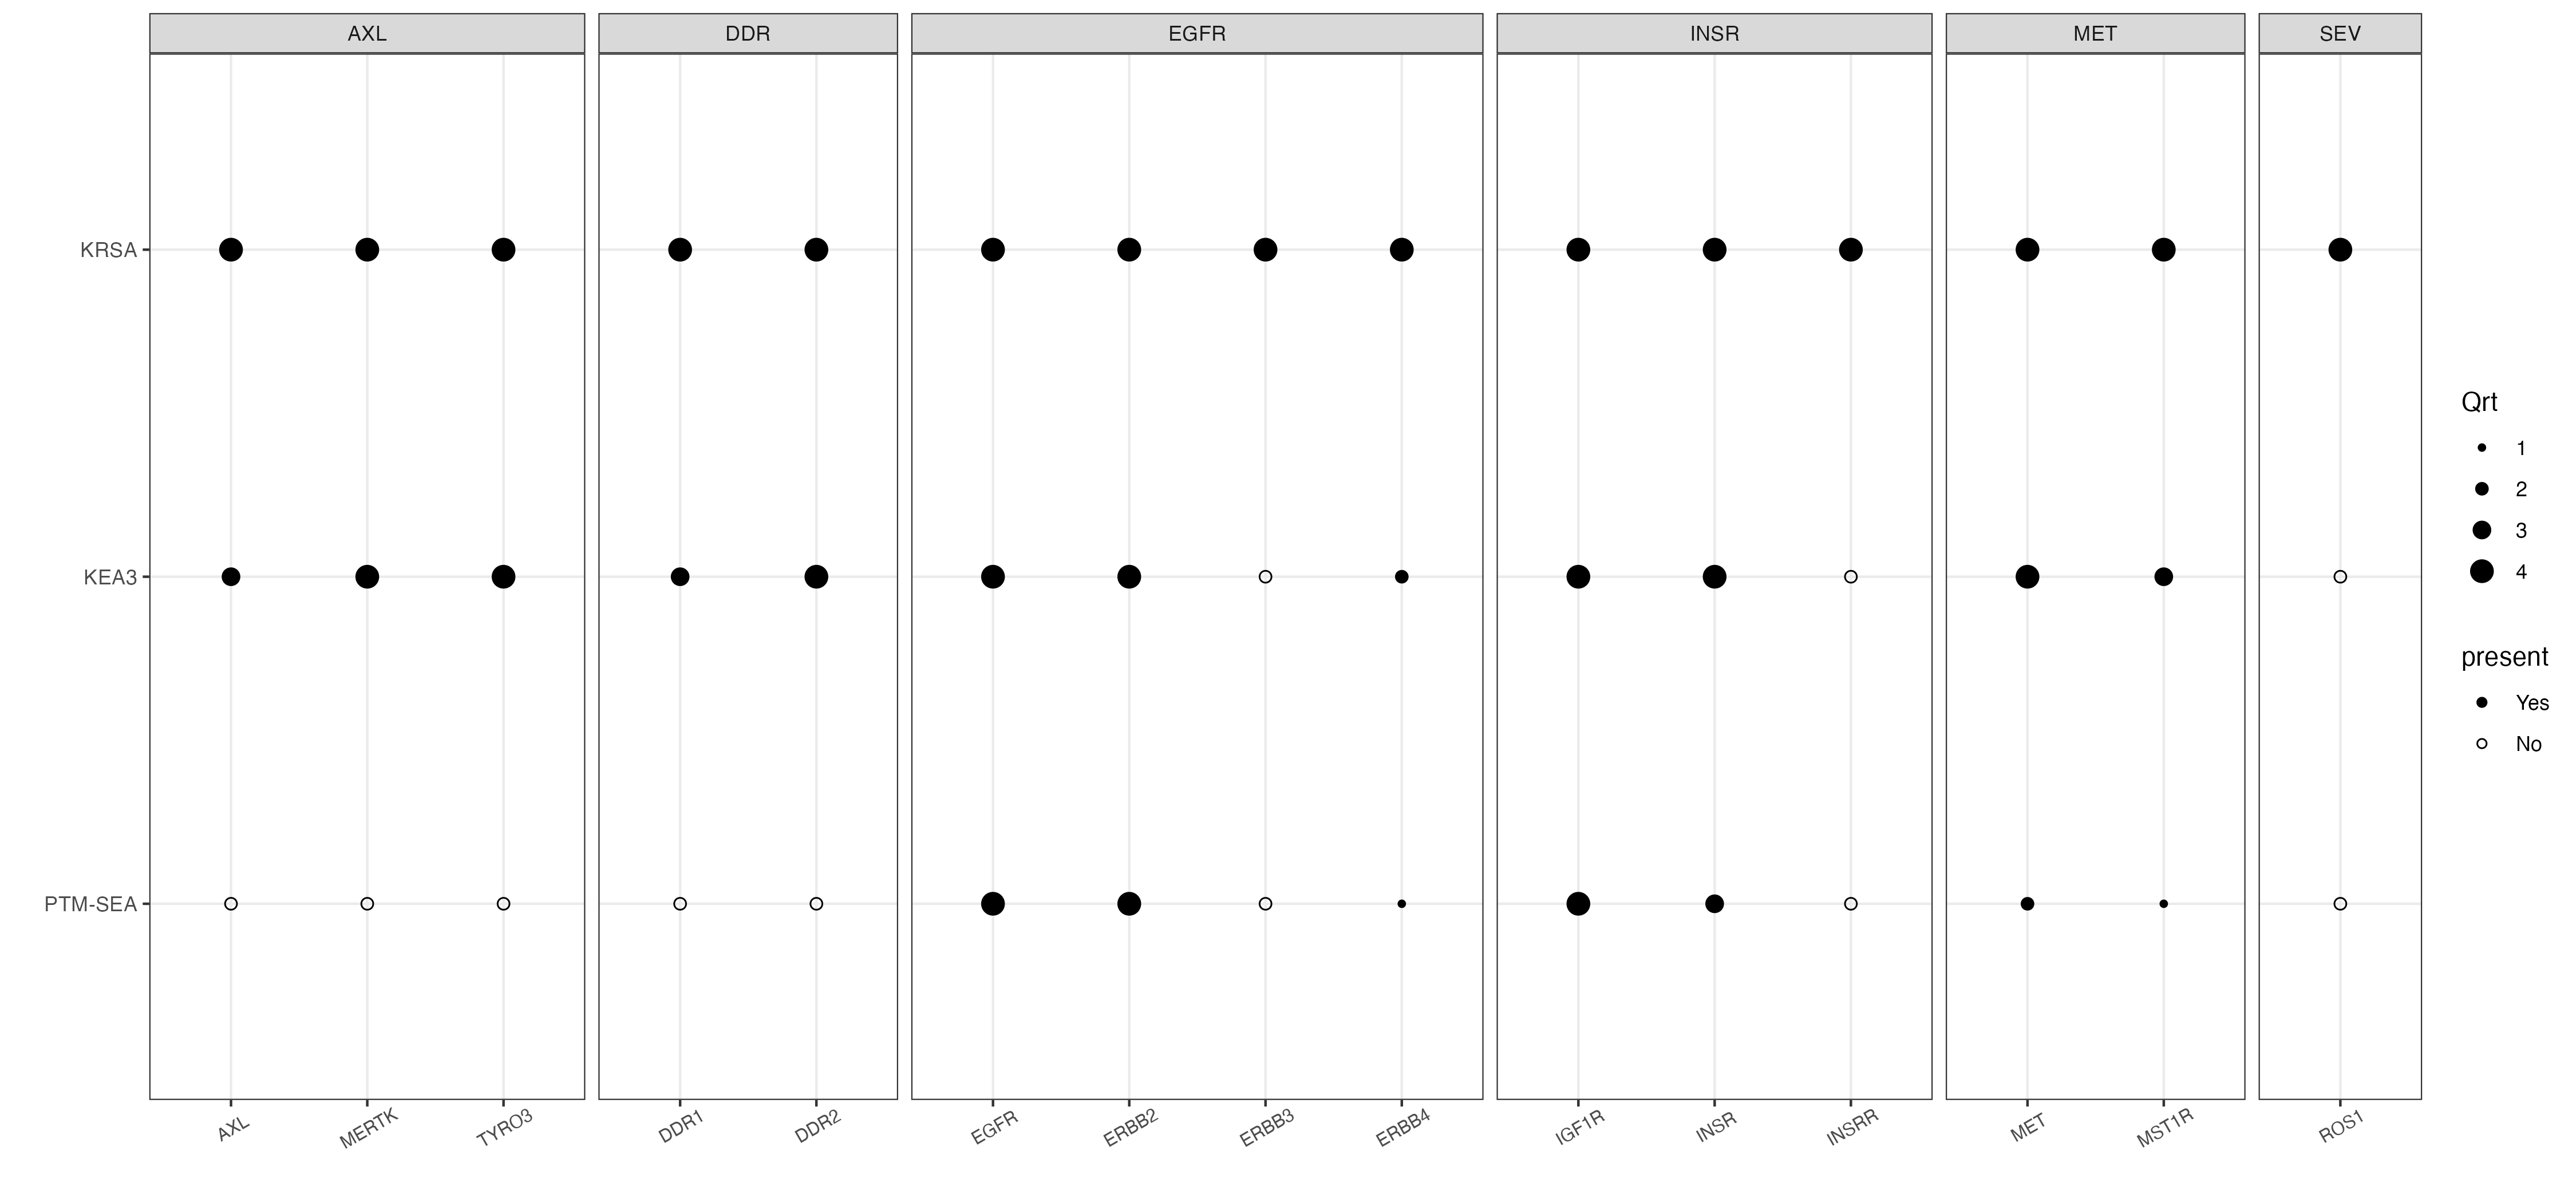 AXL DDR EGFR INSR MET SEV
KRSA
KEA3
PTM-SEA
AXL MERTK TYRO3 DDR1 DDR2 EGFR ERBB2 ERBB3 ERBB4 IGF1R INSR INSRR MET MST1R ROS1
Qrt
1
2
3
4
present
Yes
No